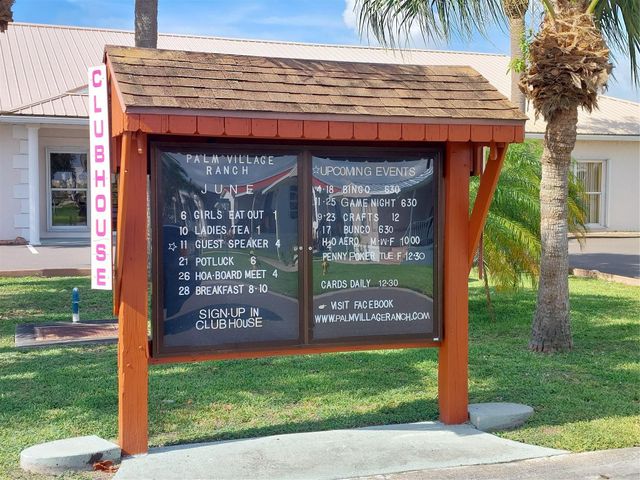 CLUBHOUSE
PALM VILLAGE
RANCH
JUNE
6 GIRLS EAT OUT 1
10 LADIES TEA 1
☆ 11 GUEST SPEAKER 4
21 POTLUCK 6
26 HOA-BOARD MEET 4
28 BREAKFAST 8-10
SIGN-UP IN
CLUB HOUSE
☆UPCOMING EVENTS☆
4-18 BINGO 630
11-25 GAME NIGHT 630
9-23 CRAFTS 12
17 BUNCO 630
H2O AERO M-W-F 10:00
PENNY POKER TUE F 12-30
CARDS DAILY 12-30
☆ VISIT FACEBOOK
WWW.PALMVILLAGERANCH.COM